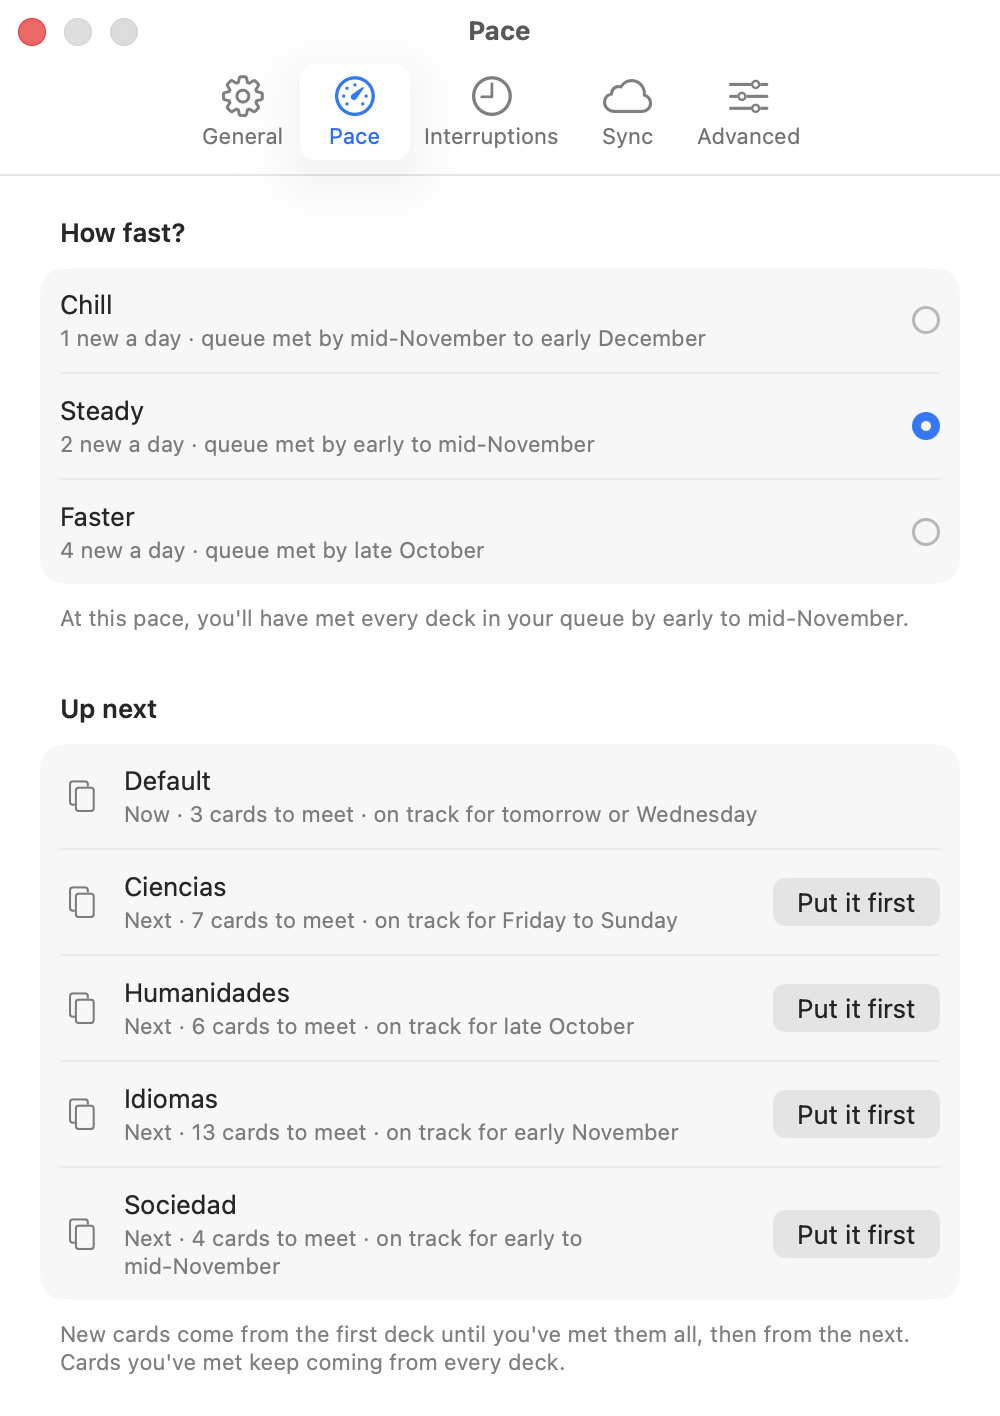 Pace
General
Pace
Interruptions
Sync
Advanced
How fast?
Chill
1 new a day · queue met by mid-November to early December
Steady
2 new a day · queue met by early to mid-November
Faster
4 new a day · queue met by late October
At this pace, you'll have met every deck in your queue by early to mid-November.
Up next
Default
Now · 3 cards to meet · on track for tomorrow or Wednesday
Ciencias
Next · 7 cards to meet · on track for Friday to Sunday
Put it first
Humanidades
Next · 6 cards to meet · on track for late October
Put it first
Idiomas
Next · 13 cards to meet · on track for early November
Put it first
Sociedad
Next · 4 cards to meet · on track for early to
mid-November
Put it first
New cards come from the first deck until you've met them all, then from the next.
Cards you've met keep coming from every deck.